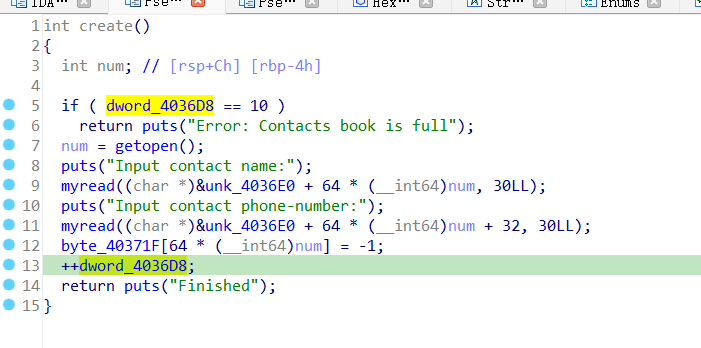 IDA… Pse… Pse… Hex… Str… Enums
1 int create()
2 {
3 int num; // [rsp+Ch] [rbp-4h]
4
5 if ( dword_4036D8 == 10 )
6 return puts("Error: Contacts book is full");
7 num = getopen();
8 puts("Input contact name:");
9 myread((char *)&unk_4036E0 + 64 * (__int64)num, 30LL);
10 puts("Input contact phone-number:");
11 myread((char *)&unk_4036E0 + 64 * (__int64)num + 32, 30LL);
12 byte_40371F[64 * (__int64)num] = -1;
13 ++dword_4036D8;
14 return puts("Finished");
15 }